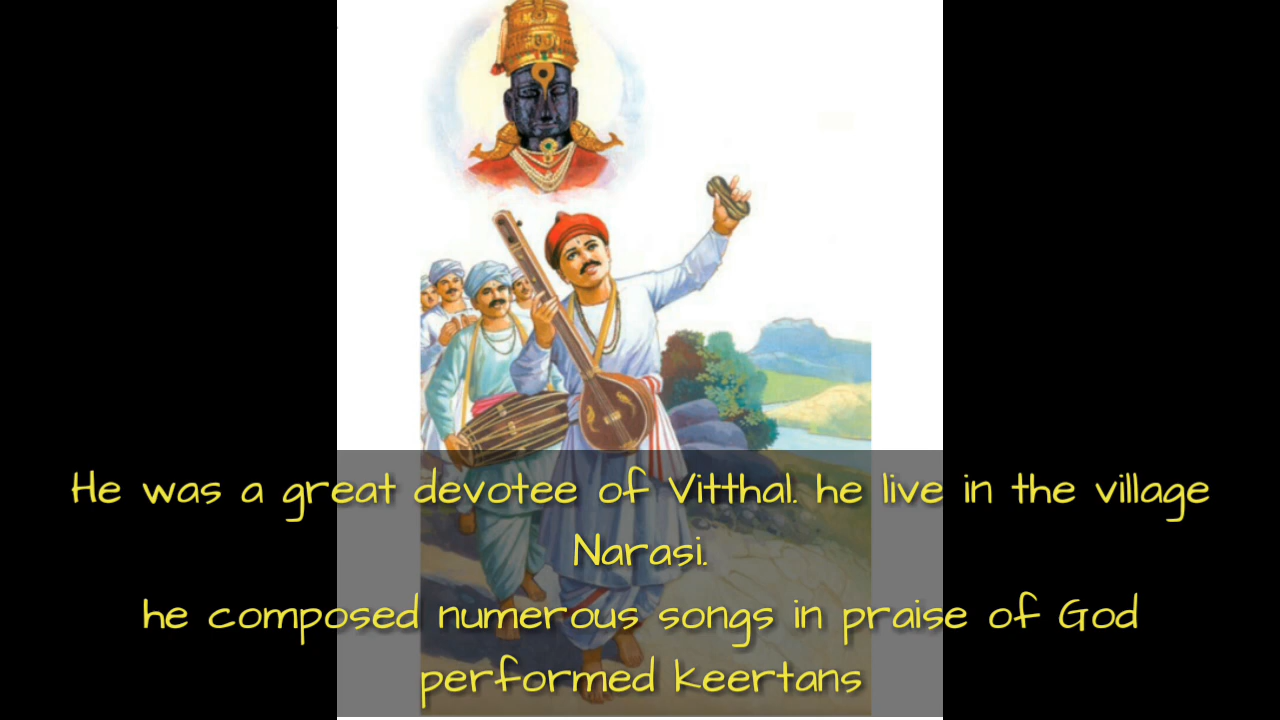 He was a great devotee of Vitthal. he live in the village
Narasi.
he composed numerous songs in praise of God
performed keertans